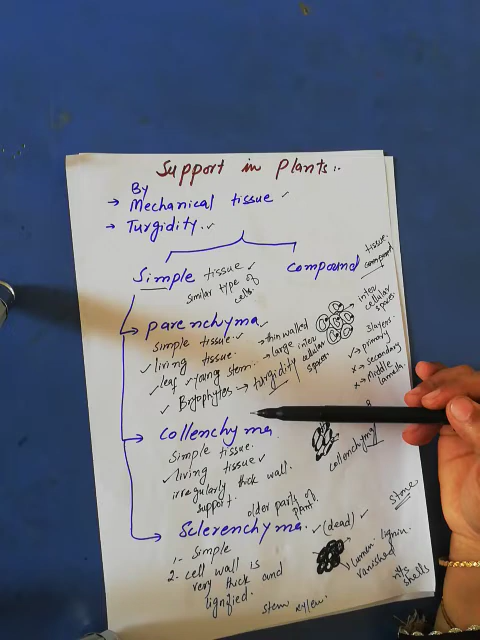 Support in Plants:.
By
→ Mechanical tissue ✓
→ Turgidity ✓
Simple tissue ✓
similar type of
cells.
Compound
tissue
compound
→ parenchyma ✓
simple tissue ✓
✓ living tissue.
✓ leaf ✓ young stem.
✓ Bryophytes → turgidity
→ thin walled
→ large inter
cellular
spaces
inter
cellular
spaces
3 layers
✓→ primary
x → secondary
x → Middle
lamella.
→ Collenchyma
Simple tissue.
✓ living tissue ✓
irregularly thick wall.
support.
older parts of
plant.
collenchyma
→ Sclerenchyma. ✓ (dead) ✓
1- Simple
2- cell wall is
very thick and
lignified.
stem xylem.
lumen: lignin.
vanished
Stone
nuts
shells